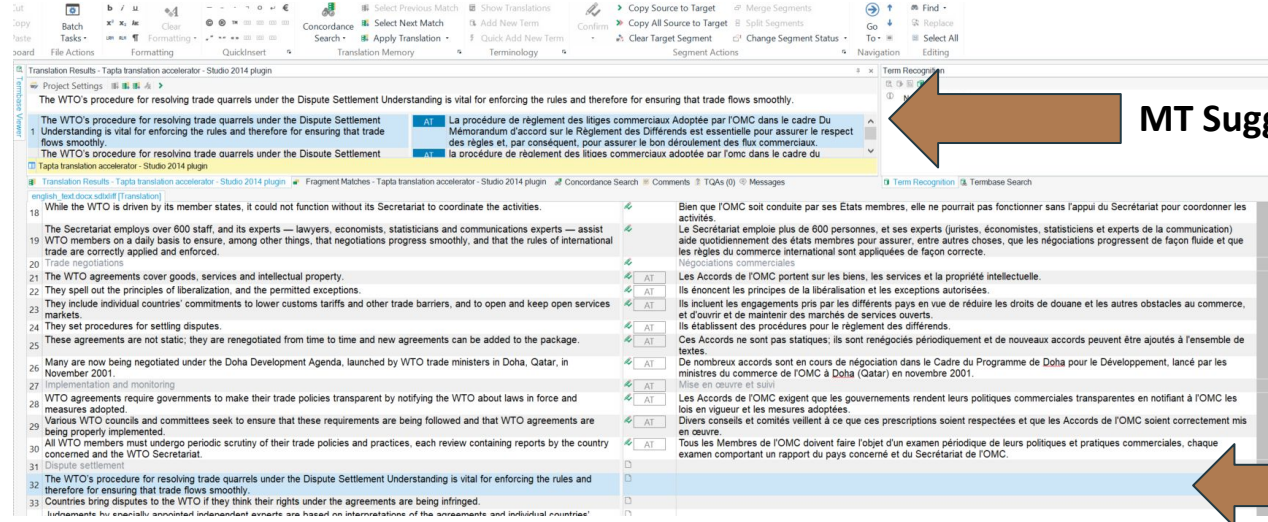 Cut
Copy
Paste
Batch
Tasks
b / u
x² x₂
Clear
Formatting
Concordance
Search
Select Previous Match
Select Next Match
Apply Translation
Show Translations
Add New Term
Quick Add New Term
Confirm
Copy Source to Target
Copy All Source to Target
Clear Target Segment
Merge Segments
Split Segments
Change Segment Status
Go
To
Find
Replace
Select All
File Actions
Formatting
QuickInsert
Translation Memory
Terminology
Segment Actions
Navigation
Editing
Termbase Viewer
Translation Results - Tapta translation accelerator - Studio 2014 plugin
Term Recognition
Project Settings
The WTO's procedure for resolving trade quarrels under the Dispute Settlement Understanding is vital for enforcing the rules and therefore for ensuring that trade flows smoothly.
MT Sugg
1 The WTO's procedure for resolving trade quarrels under the Dispute Settlement
Understanding is vital for enforcing the rules and therefore for ensuring that trade
flows smoothly.
AT La procédure de règlement des litiges commerciaux Adoptée par l'OMC dans le cadre Du
Mémorandum d'accord sur le Règlement des Différends est essentielle pour assurer le respect
des règles et, par conséquent, pour assurer le bon déroulement des flux commerciaux.
The WTO's procedure for resolving trade quarrels under the Dispute Settlement
AT la procédure de règlement des litiges commerciaux adoptée par l'omc dans le cadre du
Tapta translation accelerator - Studio 2014 plugin
Translation Results - Tapta translation accelerator - Studio 2014 plugin
Fragment Matches - Tapta translation accelerator - Studio 2014 plugin
Concordance Search
Comments
TQAs (0)
Messages
Term Recognition
Termbase Search
english_text.docx.sdlxliff [Translation]
18 While the WTO is driven by its member states, it could not function without its Secretariat to coordinate the activities.
Bien que l'OMC soit conduite par ses États membres, elle ne pourrait pas fonctionner sans l'appui du Secrétariat pour coordonner les
activités.
19 The Secretariat employs over 600 staff, and its experts — lawyers, economists, statisticians and communications experts — assist
WTO members on a daily basis to ensure, among other things, that negotiations progress smoothly, and that the rules of international
trade are correctly applied and enforced.
Le Secrétariat emploie plus de 600 personnes, et ses experts (juristes, économistes, statisticiens et experts de la communication)
aide quotidiennement des états membres pour assurer, entre autres choses, que les négociations progressent de façon fluide et que
les règles du commerce international sont appliquées de façon correcte.
20 Trade negotiations
Négociations commerciales
21 The WTO agreements cover goods, services and intellectual property.
AT Les Accords de l'OMC portent sur les biens, les services et la propriété intellectuelle.
22 They spell out the principles of liberalization, and the permitted exceptions.
AT Ils énoncent les principes de la libéralisation et les exceptions autorisées.
23 They include individual countries' commitments to lower customs tariffs and other trade barriers, and to open and keep open services
markets.
AT Ils incluent les engagements pris par les différents pays en vue de réduire les droits de douane et les autres obstacles au commerce,
et d'ouvrir et de maintenir des marchés de services ouverts.
24 They set procedures for settling disputes.
AT Ils établissent des procédures pour le règlement des différends.
25 These agreements are not static; they are renegotiated from time to time and new agreements can be added to the package.
AT Ces Accords ne sont pas statiques; ils sont renégociés périodiquement et de nouveaux accords peuvent être ajoutés à l'ensemble de
textes.
26 Many are now being negotiated under the Doha Development Agenda, launched by WTO trade ministers in Doha, Qatar, in
November 2001.
AT De nombreux accords sont en cours de négociation dans le Cadre du Programme de Doha pour le Développement, lancé par les
ministres du commerce de l'OMC à Doha (Qatar) en novembre 2001.
27 Implementation and monitoring
AT Mise en œuvre et suivi
28 WTO agreements require governments to make their trade policies transparent by notifying the WTO about laws in force and
measures adopted.
AT Les Accords de l'OMC exigent que les gouvernements rendent leurs politiques commerciales transparentes en notifiant à l'OMC les
lois en vigueur et les mesures adoptées.
29 Various WTO councils and committees seek to ensure that these requirements are being followed and that WTO agreements are
being properly implemented.
AT Divers conseils et comités veillent à ce que ces prescriptions soient respectées et que les Accords de l'OMC soient correctement mis
en œuvre.
30 All WTO members must undergo periodic scrutiny of their trade policies and practices, each review containing reports by the country
concerned and the WTO Secretariat.
AT Tous les Membres de l'OMC doivent faire l'objet d'un examen périodique de leurs politiques et pratiques commerciales, chaque
examen comportant un rapport du pays concerné et du Secrétariat de l'OMC.
31 Dispute settlement
32 The WTO's procedure for resolving trade quarrels under the Dispute Settlement Understanding is vital for enforcing the rules and
therefore for ensuring that trade flows smoothly.
33 Countries bring disputes to the WTO if they think their rights under the agreements are being infringed.
Judgements by specially appointed independent experts are based on interpretations of the agreements and individual countries'